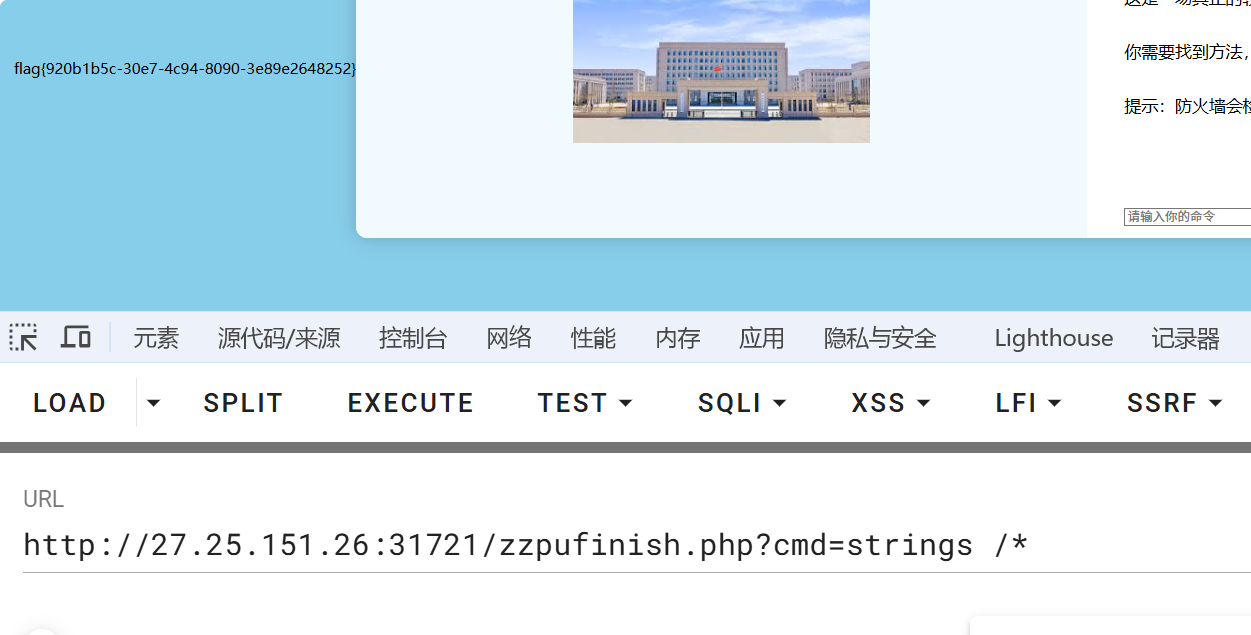 你需要找到方法，
flag{920b1b5c-30e7-4c94-8090-3e89e2648252}
提示：防火墙会
请输入你的命令
元素 源代码/来源 控制台 网络 性能 内存 应用 隐私与安全 Lighthouse 记录器
LOAD SPLIT EXECUTE TEST SQLI XSS LFI SSRF
URL
http://27.25.151.26:31721/zzpufinish.php?cmd=strings /*